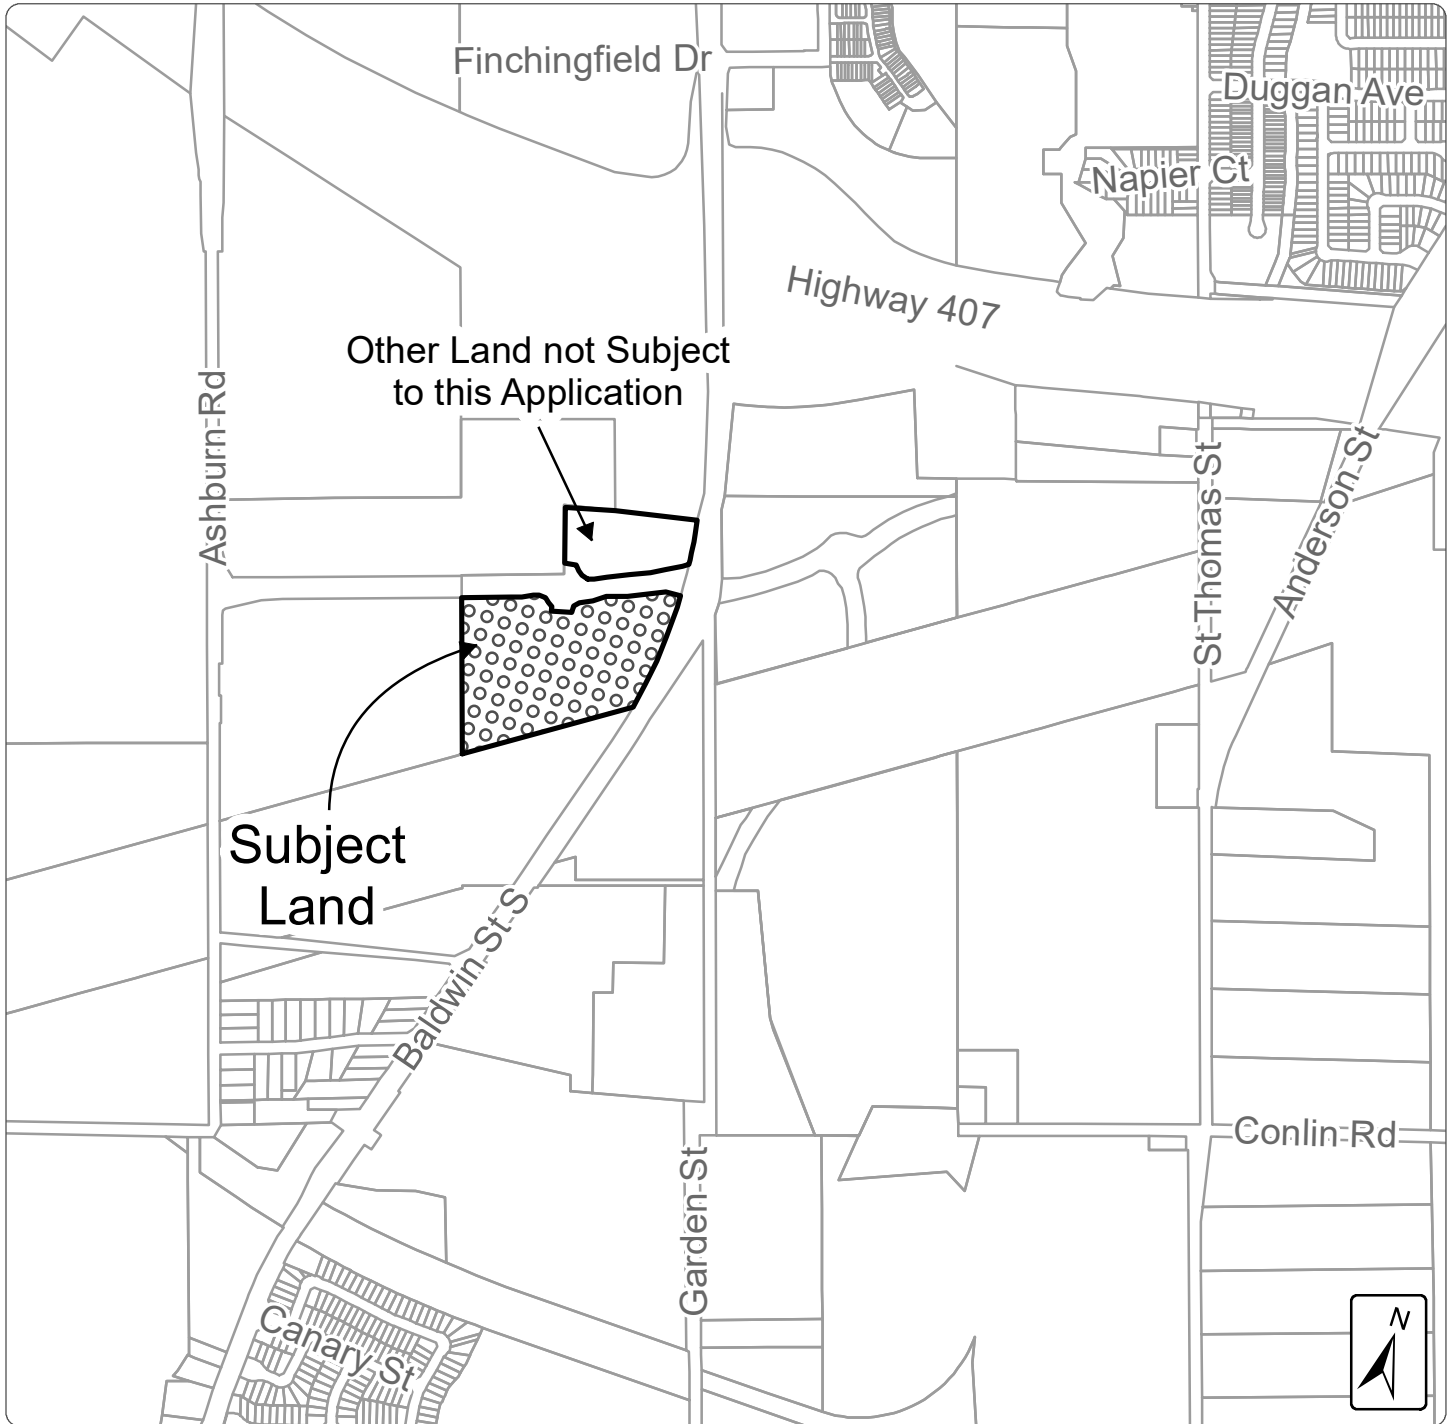 Finchingfield Dr
Duggan Ave
Napier Ct
Highway 407
Other Land not Subject
to this Application
Ashburn Rd
St Thomas St
Anderson St
Subject
Land
Baldwin St S
Conlin Rd
Garden St
Canary St
N